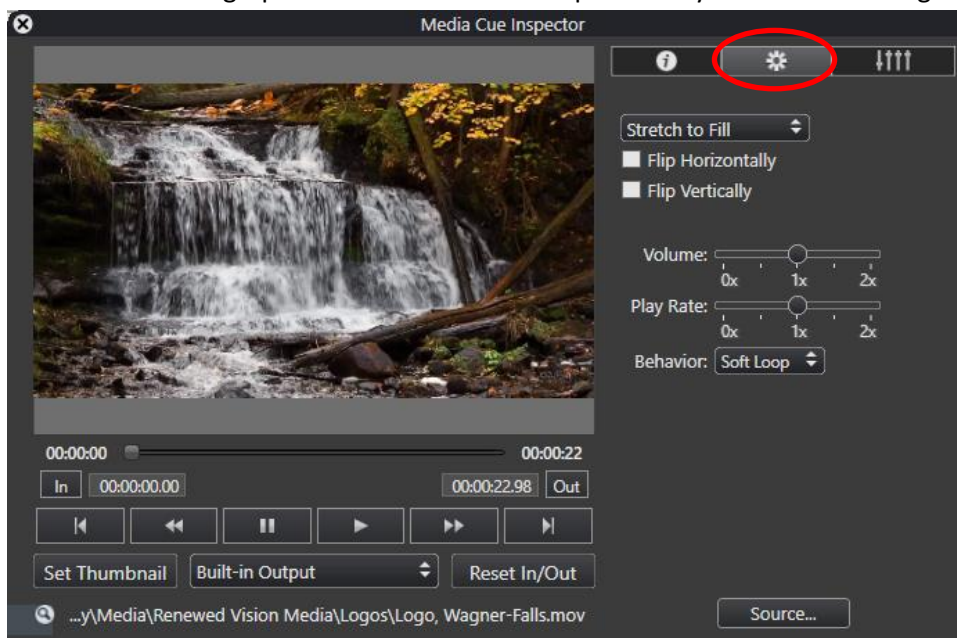 Media Cue Inspector
Stretch to Fill
Flip Horizontally
Flip Vertically
Volume:
0x 1x 2x
Play Rate:
0x 1x 2x
Behavior: Soft Loop
00:00:00 00:00:22
In 00:00:00.00 00:00:22.98 Out
Set Thumbnail Built-in Output Reset In/Out
...y\Media\Renewed Vision Media\Logos\Logo, Wagner-Falls.mov
Source...